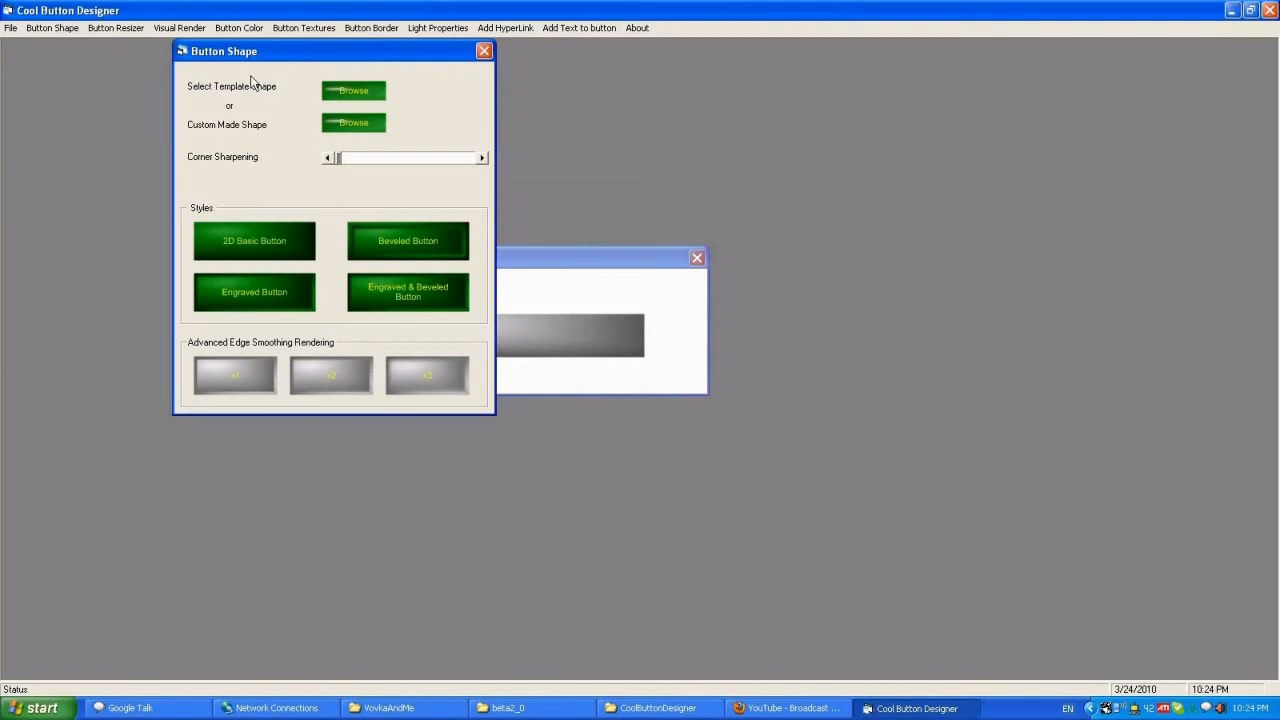 Cool Button Designer
File Button Shape Button Resizer Visual Render Button Color Button Textures Button Border Light Properties Add HyperLink Add Text to button About
Button Shape
Select Template Shape Browse
or
Custom Made Shape Browse
Corner Sharpening
Styles
2D Basic Button Beveled Button
Engraved Button Engraved & Beveled
Button
Advanced Edge Smoothing Rendering
x1 x2 x3
Status 3/24/2010 10:24 PM
start Google Talk Network Connections VovkaAndMe beta2_0 CoolButtonDesigner YouTube - Broadcast ... Cool Button Designer EN 42 10:24 PM